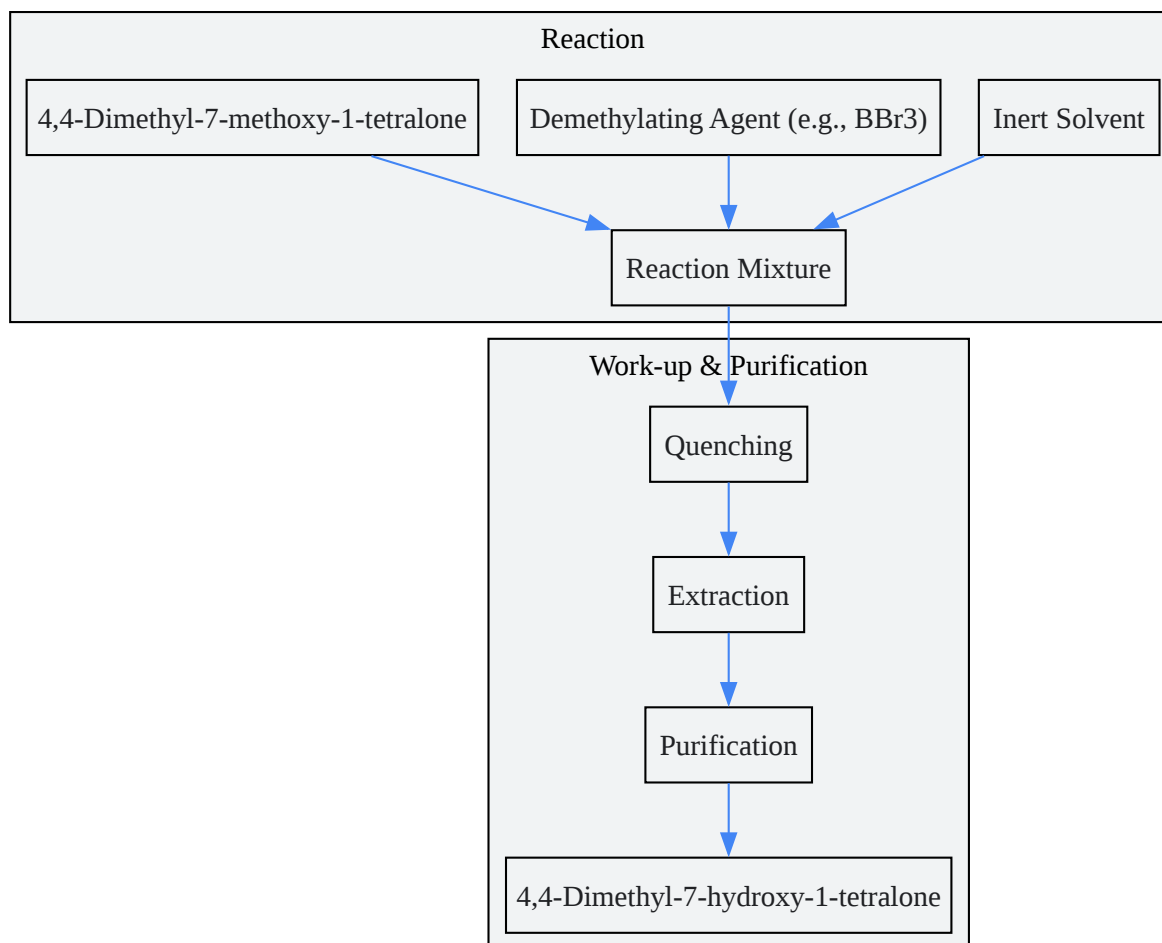 Reaction
4,4-Dimethyl-7-methoxy-1-tetralone
Demethylating Agent (e.g., BBr3)
Inert Solvent
Reaction Mixture
Work-up & Purification
Quenching
Extraction
Purification
4,4-Dimethyl-7-hydroxy-1-tetralone